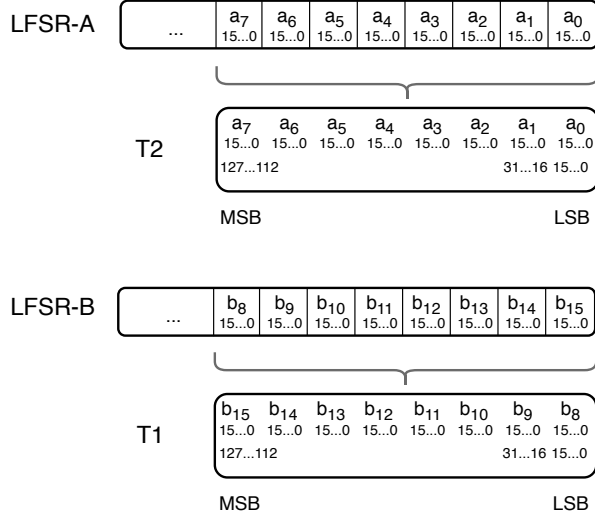 LFSR-A ... a7 a6 a5 a4 a3 a2 a1 a0
15...0 15...0 15...0 15...0 15...0 15...0 15...0 15...0
a7 a6 a5 a4 a3 a2 a1 a0
T2 15...0 15...0 15...0 15...0 15...0 15...0 15...0 15...0
127...112 31...16 15...0
MSB LSB
LFSR-B ... b8 b9 b10 b11 b12 b13 b14 b15
15...0 15...0 15...0 15...0 15...0 15...0 15...0 15...0
b15 b14 b13 b12 b11 b10 b9 b8
T1 15...0 15...0 15...0 15...0 15...0 15...0 15...0 15...0
127...112 31...16 15...0
MSB LSB